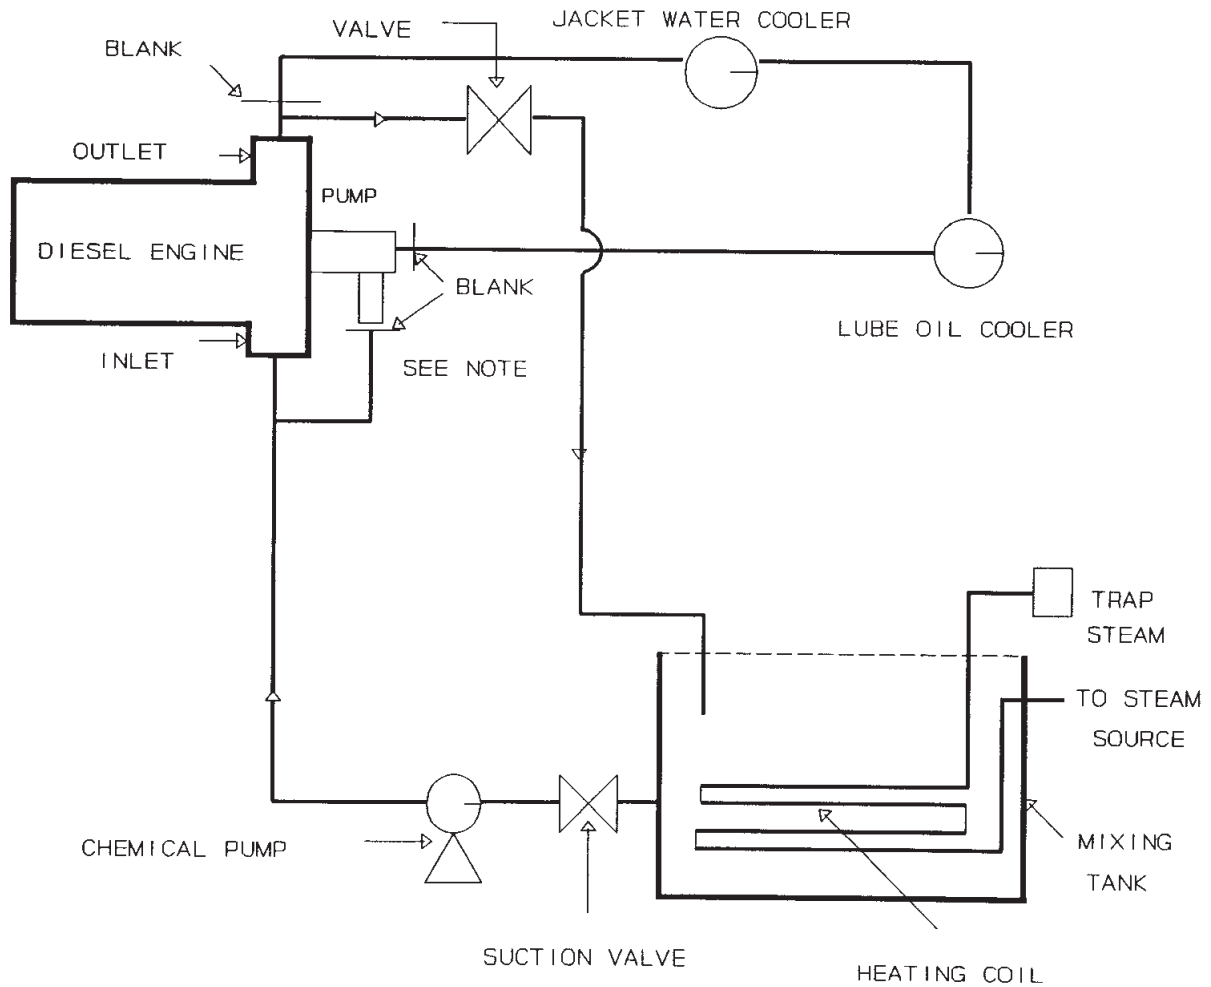 JACKET WATER COOLER
VALVE
BLANK
OUTLET
PUMP
DIESEL ENGINE
BLANK
LUBE OIL COOLER
INLET
SEE NOTE
TRAP
STEAM
TO STEAM
SOURCE
CHEMICAL PUMP
MIXING
TANK
SUCTION VALVE
HEATING COIL